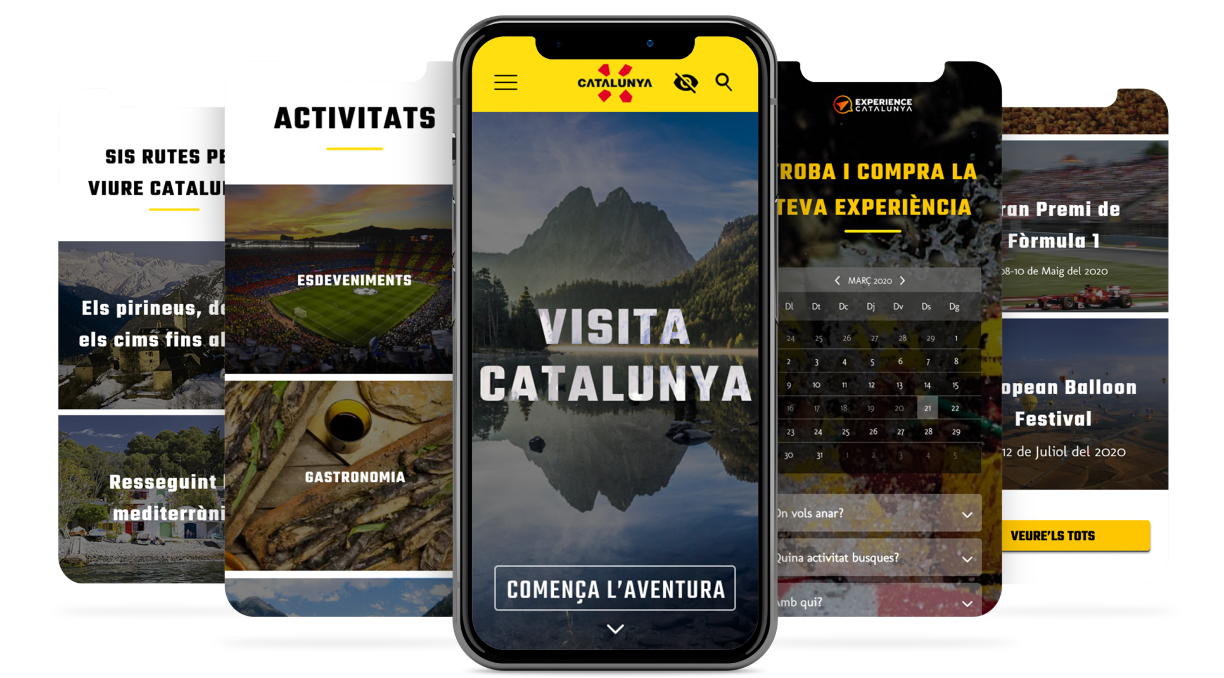 SIS RUTES PE
VIURE CATALU
Els pirineus, de
els cims fins al
Resseguint
mediterràni
ACTIVITATS
ESDEVENIMENTS
GASTRONOMIA
CATALUNYA
VISITA
CATALUNYA
COMENÇA L'AVENTURA
EXPERIENCE
CATALUNYA
TROBA I COMPRA LA
TEVA EXPERIÈNCIA
MARÇ 2020
Dl Dt Dc Dj Dv Ds Dg
24 25 26 27 28 29 1
2 3 4 5 6 7 8
9 10 11 12 13 14 15
16 17 18 19 20 21 22
23 24 25 26 27 28 29
30 31 1 2 3 4 5
On vols anar?
Quina activitat busques?
Amb qui?
ran Premi de
Fòrmula 1
08-10 de Maig del 2020
opean Balloon
Festival
12 de Juliol del 2020
VEURE'LS TOTS